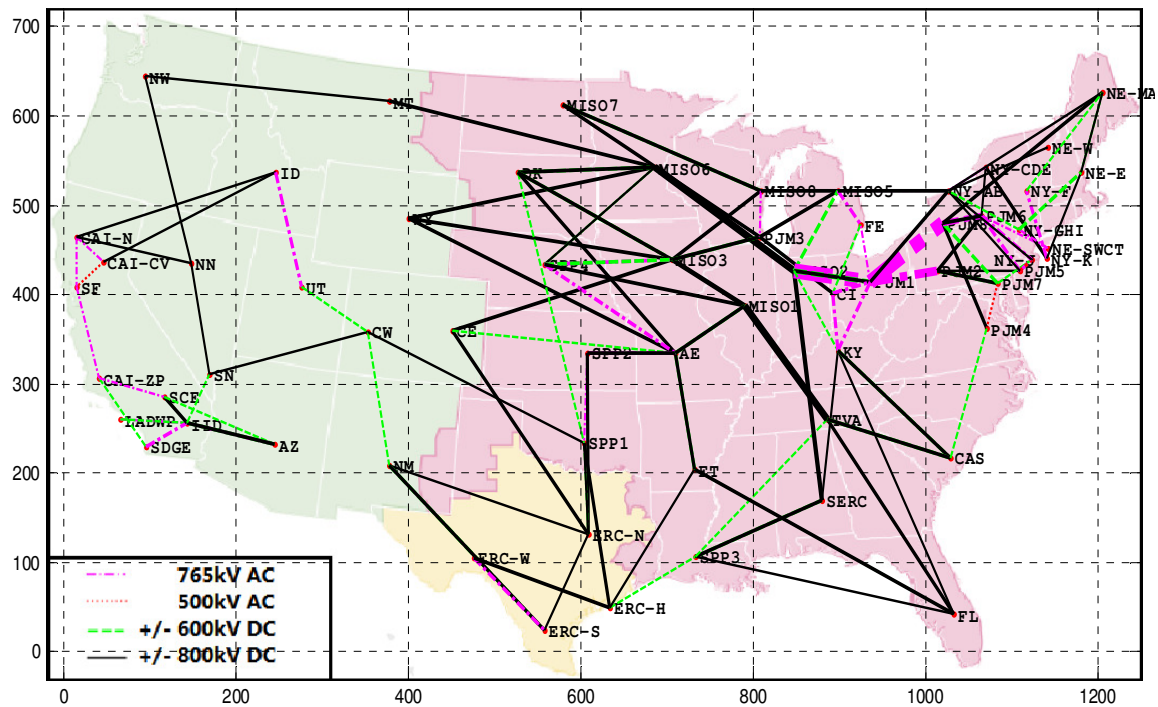 700
600
500
400
300
200
100
0
0
200
400
600
800
1000
1200
NW
MT
MISO7
NE-MA
ID
DK
MISO6
NY-CDE
NE-W
NE-E
MISO8
MISO5
NY-AB
NY-F
CAI-N
PJM6
FE
PJM3
NY-GHI
CAI-CV
NN
MISO3
NE-SWCT
NY-J
NY-K
SF
UT
PJM1
PJM2
PJM5
PJM7
CI
MISO1
CW
CE
PJM4
SPP2
AE
KY
CAI-ZP
SN
SCE
LADWP
IID
SDGE
AZ
TVA
SPP1
CAS
NM
ET
SERC
ERC-N
ERC-W
SPP3
ERC-H
ERC-S
FL
765kV AC
500kV AC
+/- 600kV DC
+/- 800kV DC